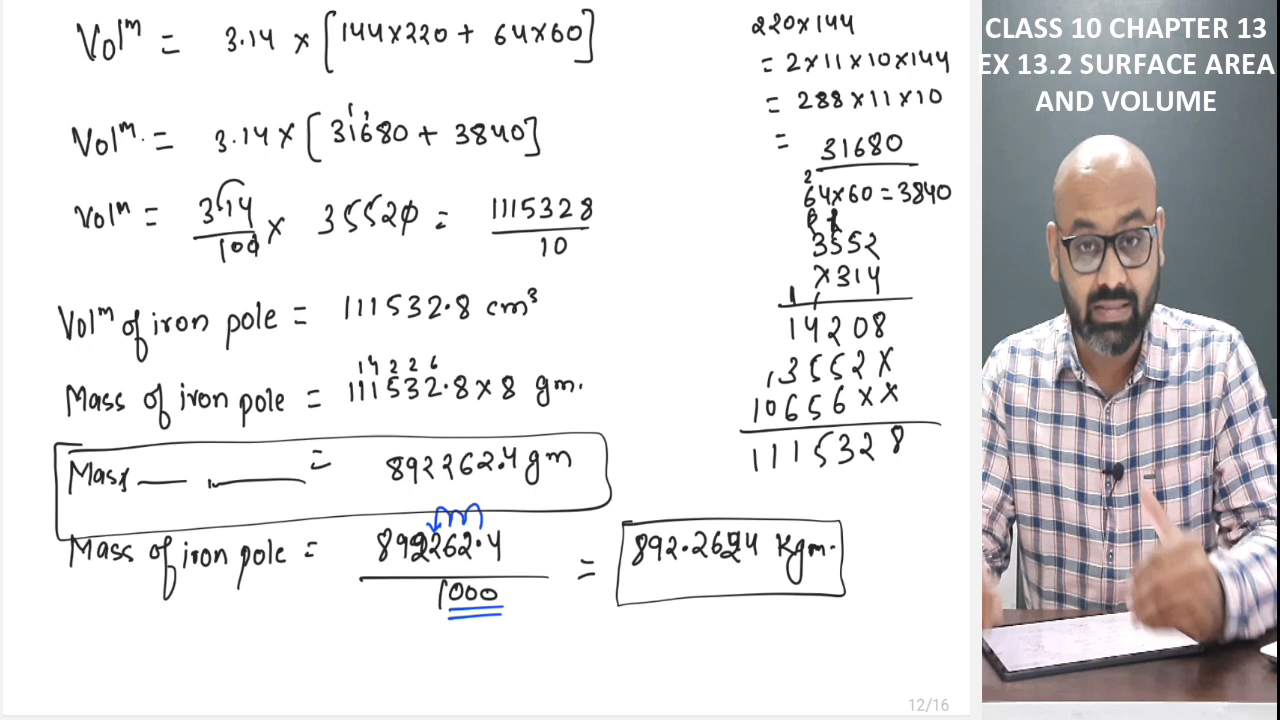 Volᵐ = 3.14 × [144×220 + 64×60]
Volᵐ. = 3.14 × [31680 + 3840]
Volᵐ = 314/100 × 35520 = 1115328/10
Volᵐ of iron pole = 111532.8 cm³
14226
Mass of iron pole = 111532.8 × 8 gm.
Mass = 892262.4 gm
Mass of iron pole = 892262.4/1000 = 892.2624 Kgm.
220×144
= 2×11×10×144
= 288×11×10
= 31680
2
64×60 = 3840
3552
×314
14208
3552×
10656××
1115328
CLASS 10 CHAPTER 13
EX 13.2 SURFACE AREA
AND VOLUME
12/16